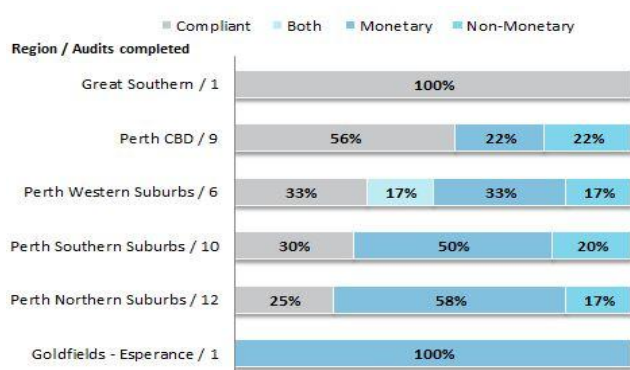 Compliant Both Monetary Non-Monetary
Region / Audits completed
Great Southern / 1 100%
Perth CBD / 9 56% 22% 22%
Perth Western Suburbs / 6 33% 17% 33% 17%
Perth Southern Suburbs / 10 30% 50% 20%
Perth Northern Suburbs / 12 25% 58% 17%
Goldfields - Esperance / 1 100%